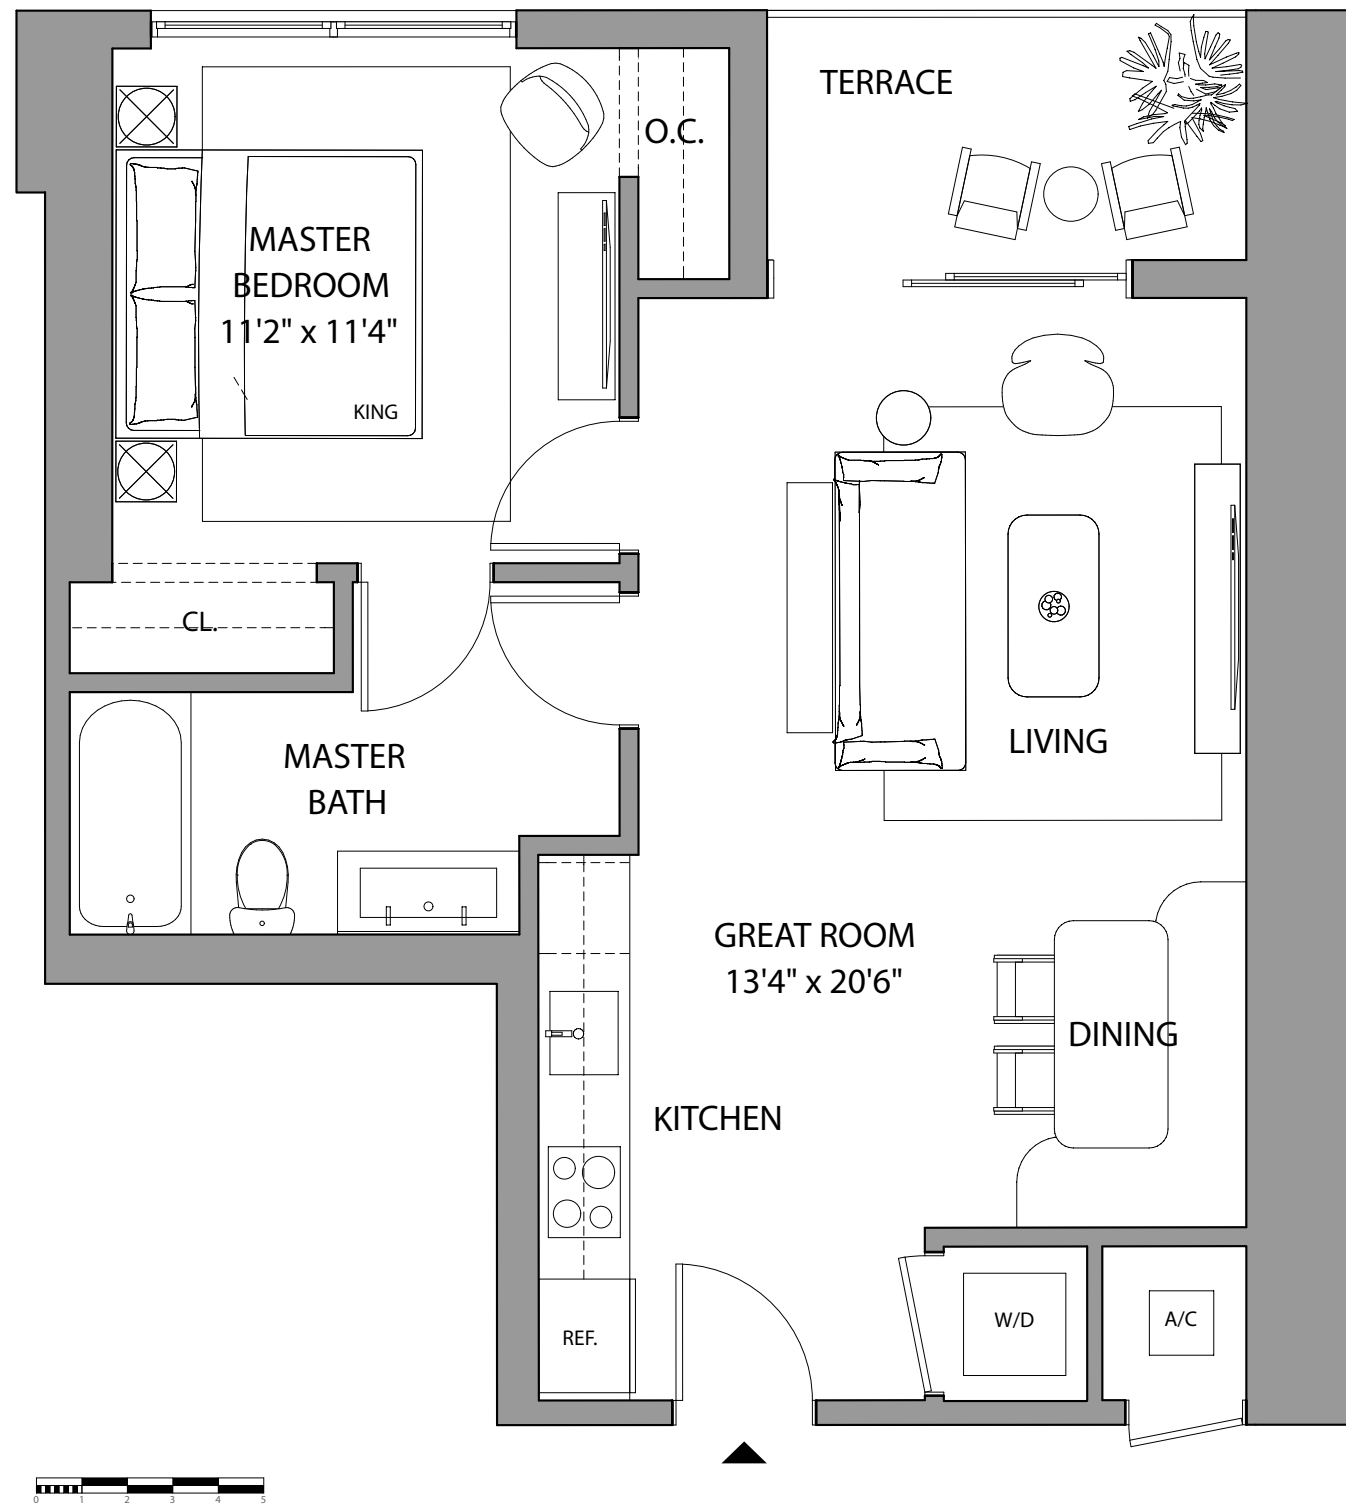 TERRACE
O.C.
MASTER
BEDROOM
11'2" x 11'4"
KING
CL.
LIVING
MASTER
BATH
GREAT ROOM
13'4" x 20'6"
DINING
KITCHEN
W/D
A/C
REF.
0 1 2 3 4 5